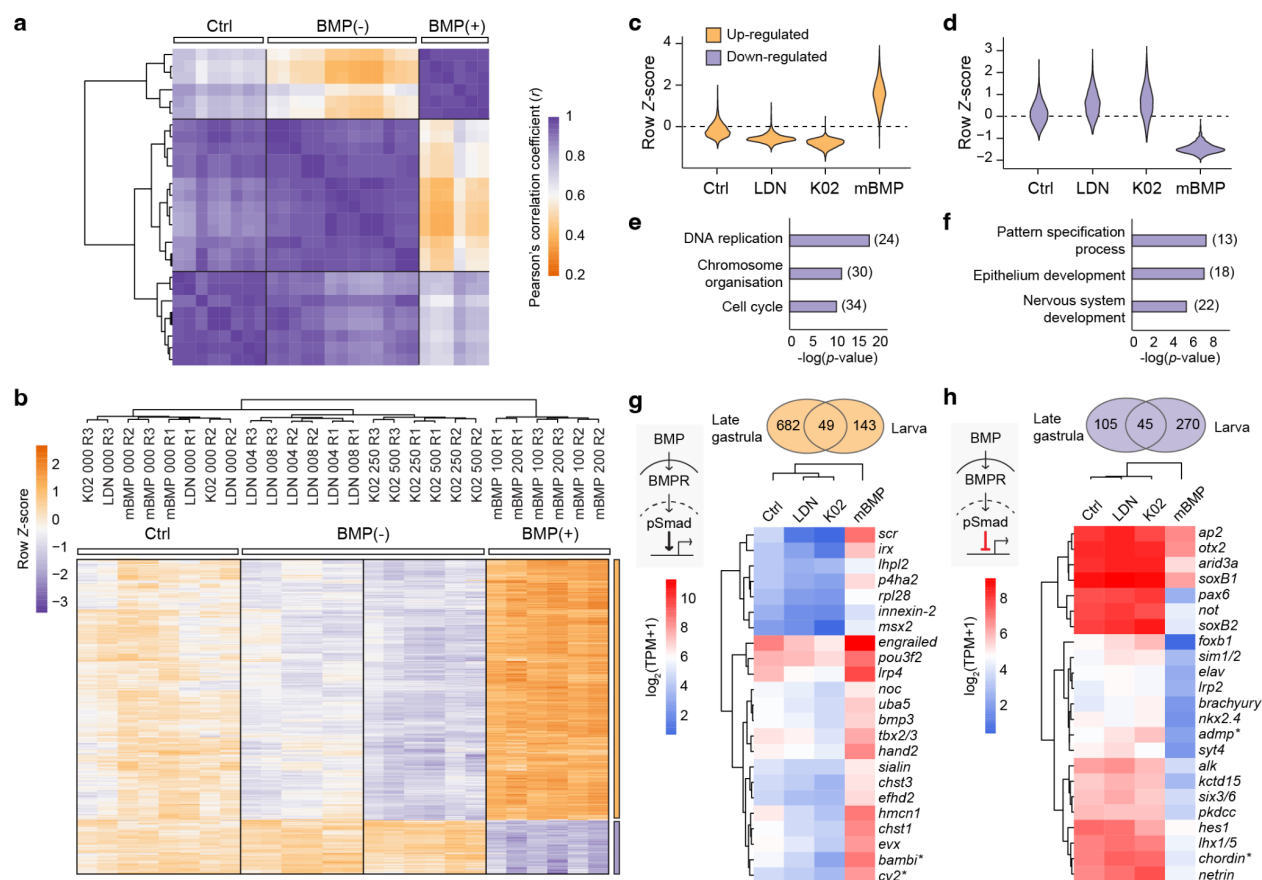 a
Ctrl
BMP(-)
BMP(+)
Pearson's correlation coefficient (r)
1
0.8
0.6
0.4
0.2
b
Row Z-score
2
1
0
−1
−2
−3
K02 000 R3
LDN 000 R3
mBMP 000 R2
mBMP 000 R3
mBMP 000 R1
LDN 000 R1
K02 000 R1
K02 000 R2
LDN 000 R2
LDN 004 R3
LDN 008 R3
LDN 004 R2
LDN 008 R2
LDN 004 R1
LDN 008 R1
K02 250 R3
K02 500 R3
K02 250 R1
K02 500 R1
K02 250 R2
K02 500 R2
mBMP 100 R1
mBMP 200 R1
mBMP 100 R3
mBMP 200 R3
mBMP 100 R2
mBMP 200 R2
Ctrl
BMP(-)
BMP(+)
c
Up-regulated
Down-regulated
Row Z-score
4
2
0
Ctrl
LDN
K02
mBMP
d
Row Z-score
3
2
1
0
−1
−2
Ctrl
LDN
K02
mBMP
e
DNA replication
(24)
Chromosome
organisation
(30)
Cell cycle
(34)
0 5 10 15 20
-log(p-value)
f
Pattern specification
process
(13)
Epithelium development
(18)
Nervous system
development
(22)
0 2 4 6 8
-log(p-value)
g
Late
gastrula
682
49
143
Larva
BMP
BMPR
pSmad
log2(TPM+1)
10
8
6
4
2
Ctrl
LDN
K02
mBMP
scr
irx
lhpl2
p4ha2
rpl28
innexin-2
msx2
engrailed
pou3f2
lrp4
noc
uba5
bmp3
tbx2/3
hand2
sialin
chst3
efhd2
hmcn1
chst1
evx
bambi*
cv2*
h
Late
gastrula
105
45
270
Larva
BMP
BMPR
pSmad
log2(TPM+1)
8
6
4
2
Ctrl
LDN
K02
mBMP
ap2
otx2
arid3a
soxB1
pax6
not
soxB2
foxb1
sim1/2
elav
lrp2
brachyury
nkx2.4
admp*
syt4
alk
kctd15
six3/6
pkdcc
hes1
lhx1/5
chordin*
netrin